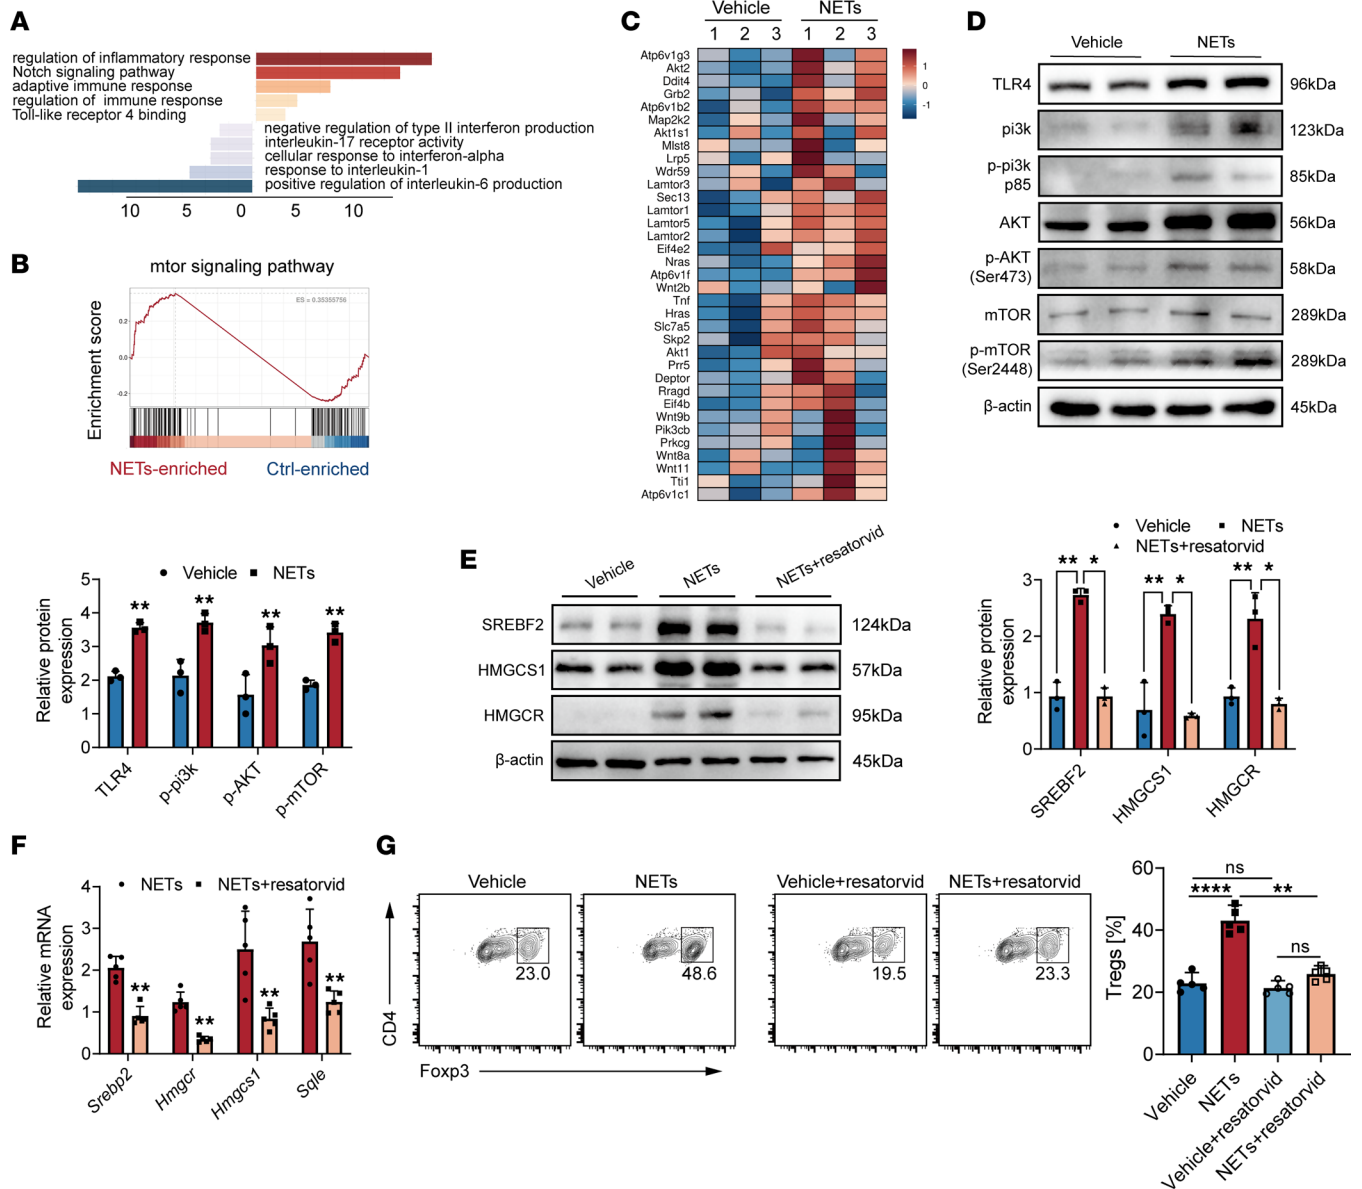 A
regulation of inflammatory response
Notch signaling pathway
adaptive immune response
regulation of immune response
Toll-like receptor 4 binding
negative regulation of type II interferon production
interleukin-17 receptor activity
cellular response to interferon-alpha
response to interleukin-1
positive regulation of interleukin-6 production
10 5 0 5 10
B
mtor signaling pathway
Enrichment score
ES = 0.35355756
0.2
0.0
-0.2
NETs-enriched Ctrl-enriched
C
Vehicle NETs
1 2 3 1 2 3
Atp6v1g3
Akt2
Ddit4
Grb2
Atp6v1b2
Map2k2
Akt1s1
Mlst8
Lrp5
Wdr59
Lamtor3
Sec13
Lamtor1
Lamtor5
Lamtor2
Eif4e2
Nras
Atp6v1f
Wnt2b
Tnf
Hras
Slc7a5
Skp2
Akt1
Prr5
Deptor
Rragd
Eif4b
Wnt9b
Pik3cb
Prkcg
Wnt8a
Wnt11
Tti1
Atp6v1c1
1
0
-1
D
Vehicle NETs
TLR4 96kDa
pi3k 123kDa
p-pi3k
p85 85kDa
AKT 56kDa
p-AKT
(Ser473) 58kDa
mTOR 289kDa
p-mTOR
(Ser2448) 289kDa
β-actin 45kDa
Vehicle NETs
Relative protein
expression
5
4
3
2
1
0
** ** ** **
TLR4 p-pi3k p-AKT p-mTOR
E
Vehicle NETs NETs+resatorvid
SREBF2 124kDa
HMGCS1 57kDa
HMGCR 95kDa
β-actin 45kDa
Vehicle NETs
NETs+resatorvid
Relative protein
expression
3
2
1
0
** * ** * ** *
SREBF2 HMGCS1 HMGCR
F
NETs NETs+resatorvid
Relative mRNA
expression
4
3
2
1
0
** ** ** **
Srebp2 Hmgcr Hmgcs1 Sqle
G
Vehicle NETs Vehicle+resatorvid NETs+resatorvid
23.0 48.6 19.5 23.3
CD4
Foxp3
Tregs [%]
60
40
20
0
ns
**** **
ns
Vehicle NETs Vehicle+resatorvid NETs+resatorvid